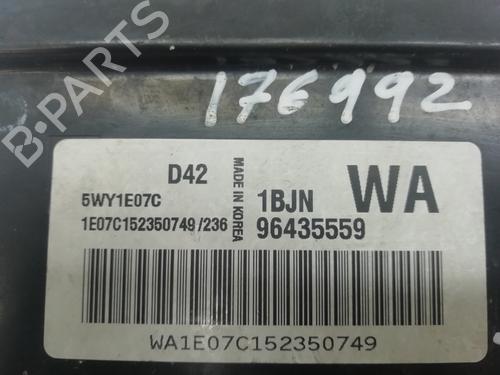 176992
B-PARTS
D42
MADE IN KOREA
1BJN
WA
5WY1E07C
1E07C152350749/236
96435559
WA1E07C152350749